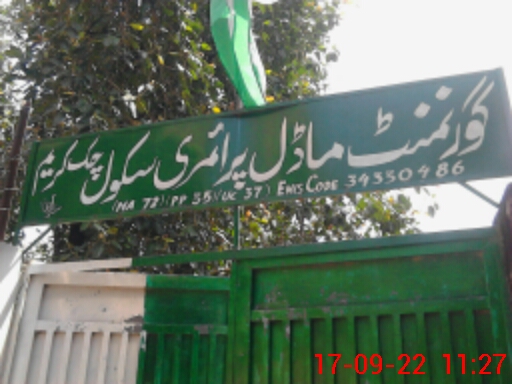 گورنمنٹ ماڈل پرائمری سکول چک کریم
(NA 72) (PP 35) (UC 37) EMIS CODE 34330486
17-09-22 11:27